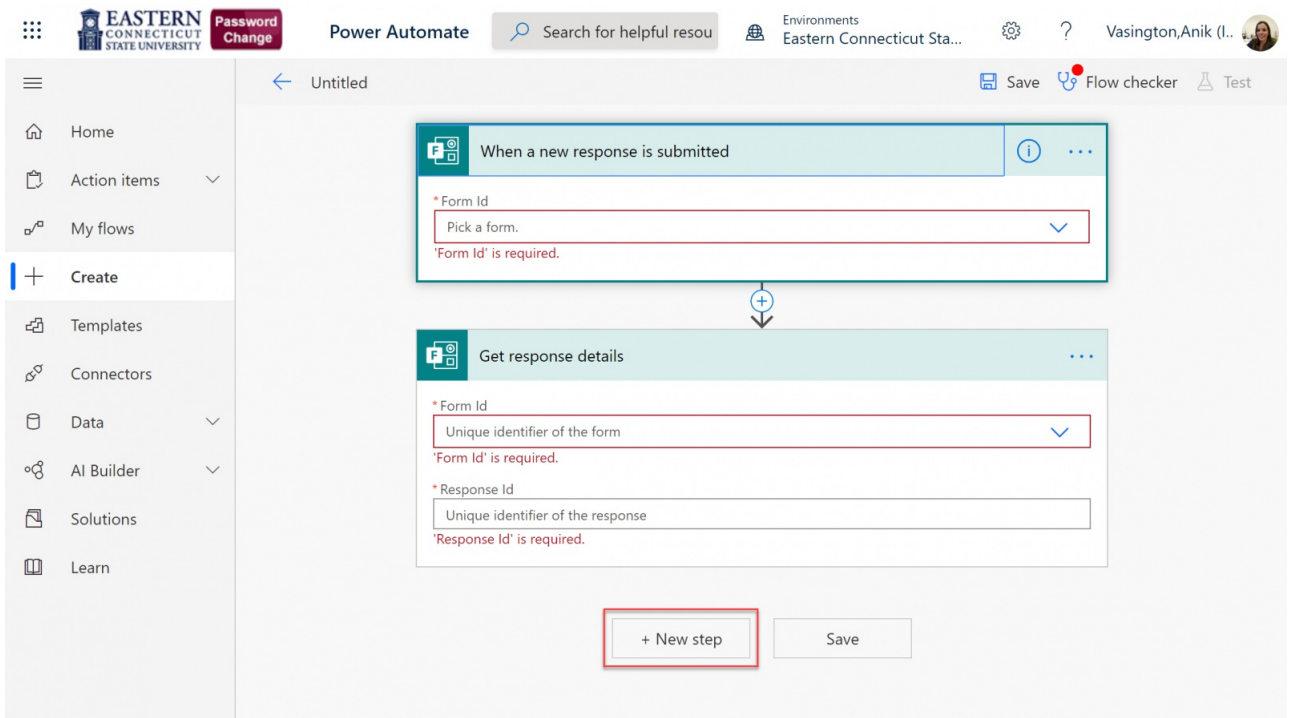 EASTERN
CONNECTICUT
STATE UNIVERSITY
Password
Change
Power Automate
Search for helpful resou
Environments
Eastern Connecticut Sta...
?
Vasington,Anik (I..
Untitled
Save
Flow checker
Test
Home
Action items
My flows
Create
Templates
Connectors
Data
AI Builder
Solutions
Learn
F
When a new response is submitted
* Form Id
Pick a form.
'Form Id' is required.
F
Get response details
* Form Id
Unique identifier of the form
'Form Id' is required.
* Response Id
Unique identifier of the response
'Response Id' is required.
+ New step
Save